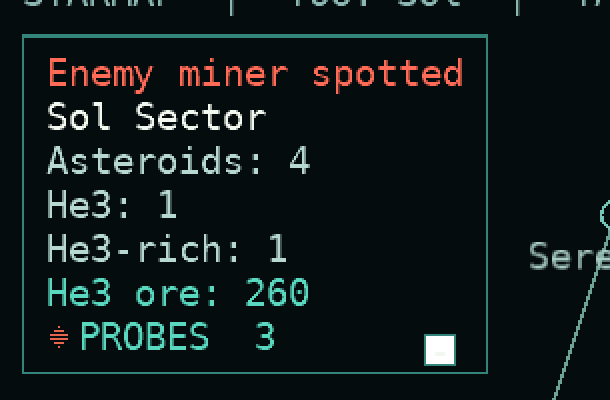 Enemy miner spotted
Sol Sector
Asteroids: 4
He3: 1
He3-rich: 1
He3 ore: 260
PROBES 3